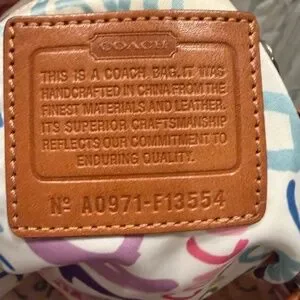 COACH
THIS IS A COACH BAG. IT WAS
HANDCRAFTED IN CHINA FROM THE
FINEST MATERIALS AND LEATHER.
ITS SUPERIOR CRAFTSMANSHIP
REFLECTS OUR COMMITMENT TO
ENDURING QUALITY.
Nº A0971-F13554